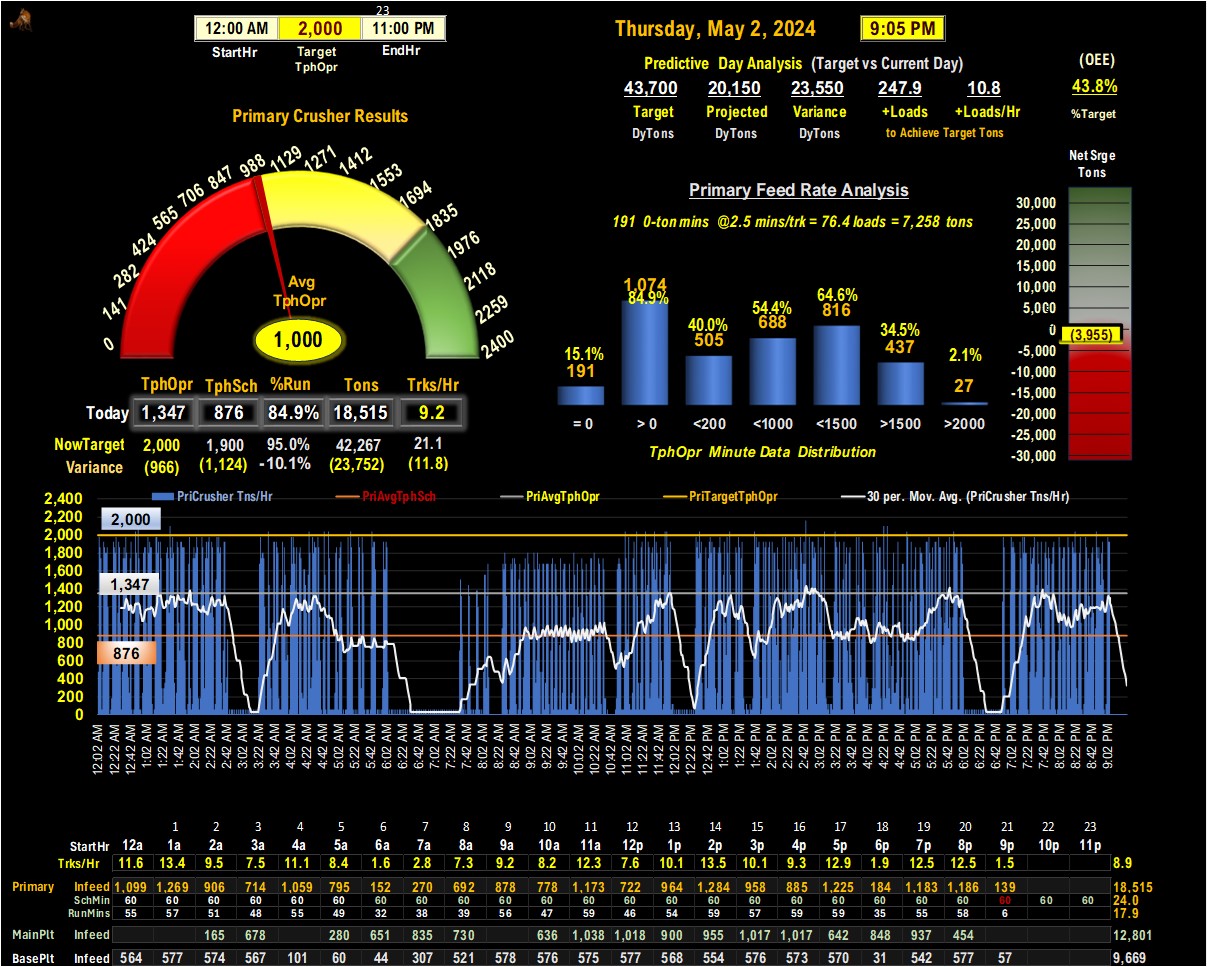 23
12:00 AM 2,000 11:00 PM
StartHr Target TphOpr EndHr
Thursday, May 2, 2024 9:05 PM
Predictive Day Analysis (Target vs Current Day)
43,700 20,150 23,550 247.9 10.8
Target Projected Variance +Loads +Loads/Hr
DyTons DyTons DyTons to Achieve Target Tons
(OEE)
43.8%
%Target
Primary Crusher Results
0 141 282 424 565 706 847 988 1129 1271 1412 1553 1694 1835 1976 2118 2259 2400
Avg
TphOpr
1,000
TphOpr TphSch %Run Tons Trks/Hr
Today 1,347 876 84.9% 18,515 9.2
NowTarget 2,000 1,900 95.0% 42,267 21.1
Variance (966) (1,124) -10.1% (23,752) (11.8)
Primary Feed Rate Analysis
191 0-ton mins @2.5 mins/trk = 76.4 loads = 7,258 tons
15.1% 84.9% 40.0% 54.4% 64.6% 34.5% 2.1%
191 1,074 505 688 816 437 27
= 0 > 0 <200 <1000 <1500 >1500 >2000
TphOpr Minute Data Distribution
Net Srge
Tons
30,000
25,000
20,000
15,000
10,000
5,000
0
(3,955)
-5,000
-10,000
-15,000
-20,000
-25,000
-30,000
PriCrusher Tns/Hr PriAvgTphSch PriAvgTphOpr PriTargetTphOpr 30 per. Mov. Avg. (PriCrusher Tns/Hr)
2,400
2,200
2,000
1,800
1,600
1,400
1,200
1,000
800
600
400
200
0
2,000
1,347
876
12:02 AM 12:22 AM 12:42 AM 1:02 AM 1:22 AM 1:42 AM 2:02 AM 2:22 AM 2:42 AM 3:02 AM 3:22 AM 3:42 AM 4:02 AM 4:22 AM 4:42 AM 5:02 AM 5:22 AM 5:42 AM 6:02 AM 6:22 AM 6:42 AM 7:02 AM 7:22 AM 7:42 AM 8:02 AM 8:22 AM 8:42 AM 9:02 AM 9:22 AM 9:42 AM 10:02 AM 10:22 AM 10:42 AM 11:02 AM 11:22 AM 11:42 AM 12:02 PM 12:22 PM 12:42 PM 1:02 PM 1:22 PM 1:42 PM 2:02 PM 2:22 PM 2:42 PM 3:02 PM 3:22 PM 3:42 PM 4:02 PM 4:22 PM 4:42 PM 5:02 PM 5:22 PM 5:42 PM 6:02 PM 6:22 PM 6:42 PM 7:02 PM 7:22 PM 7:42 PM 8:02 PM 8:22 PM 8:42 PM 9:02 PM
1 2 3 4 5 6 7 8 9 10 11 12 13 14 15 16 17 18 19 20 21 22 23
StartHr 12a 1a 2a 3a 4a 5a 6a 7a 8a 9a 10a 11a 12p 1p 2p 3p 4p 5p 6p 7p 8p 9p 10p 11p
Trks/Hr 11.6 13.4 9.5 7.5 11.1 8.4 1.6 2.8 7.3 9.2 8.2 12.3 7.6 10.1 13.5 10.1 9.3 12.9 1.9 12.5 12.5 1.5 8.9
Primary Infeed 1,099 1,269 906 714 1,059 795 152 270 692 878 778 1,173 722 964 1,284 958 885 1,225 184 1,183 1,186 139 18,515
SchMin 60 60 60 60 60 60 60 60 60 60 60 60 60 60 60 60 60 60 60 60 60 60 60 60 24.0
RunMins 55 57 51 48 55 49 32 38 39 56 47 59 46 54 59 57 59 59 35 55 58 6 17.9
MainPlt Infeed 165 678 280 651 835 730 636 1,038 1,018 900 955 1,017 1,017 642 848 937 454 12,801
BasePlt Infeed 564 577 574 567 101 60 44 307 521 578 576 575 577 568 554 576 573 570 31 542 577 57 9,669